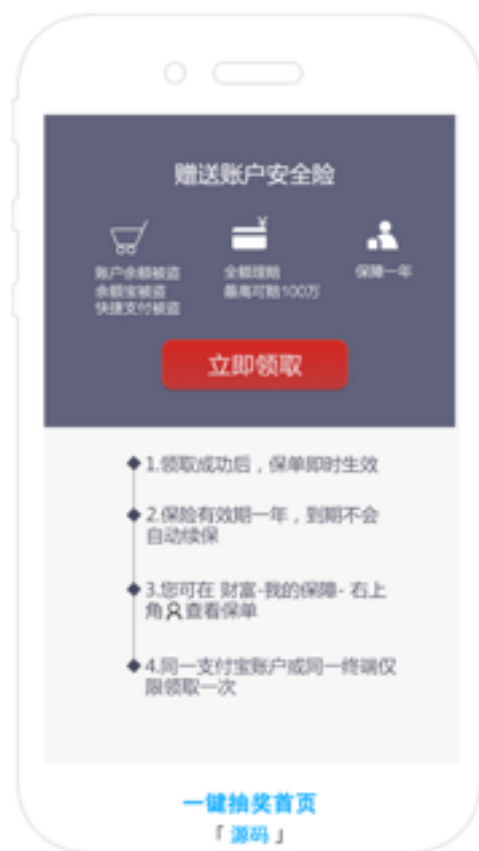 赠送账户安全险
账户余额被盗
余额宝被盗
快捷支付被盗
全额理赔
最高可赔100万
保障一年
立即领取
1.领取成功后，保单即时生效
2.保险有效期一年，到期不会
自动续保
3.您可在 财富-我的保障- 右上
角查看保单
4.同一支付宝账户或同一终端仅
限领取一次
一键抽奖首页
「 源码 」